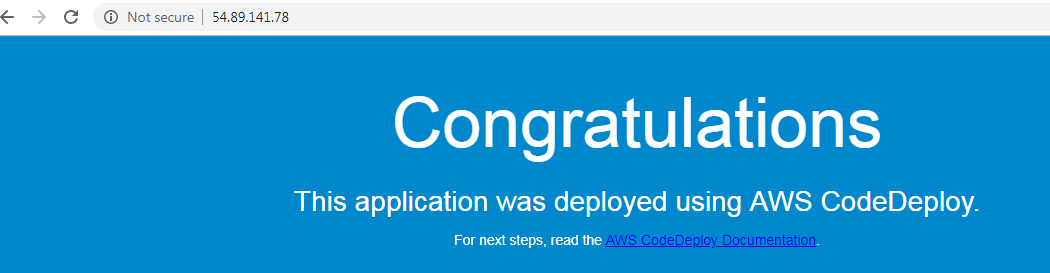 Not secure 54.89.141.78
Congratulations
This application was deployed using AWS CodeDeploy.
For next steps, read the AWS CodeDeploy Documentation.